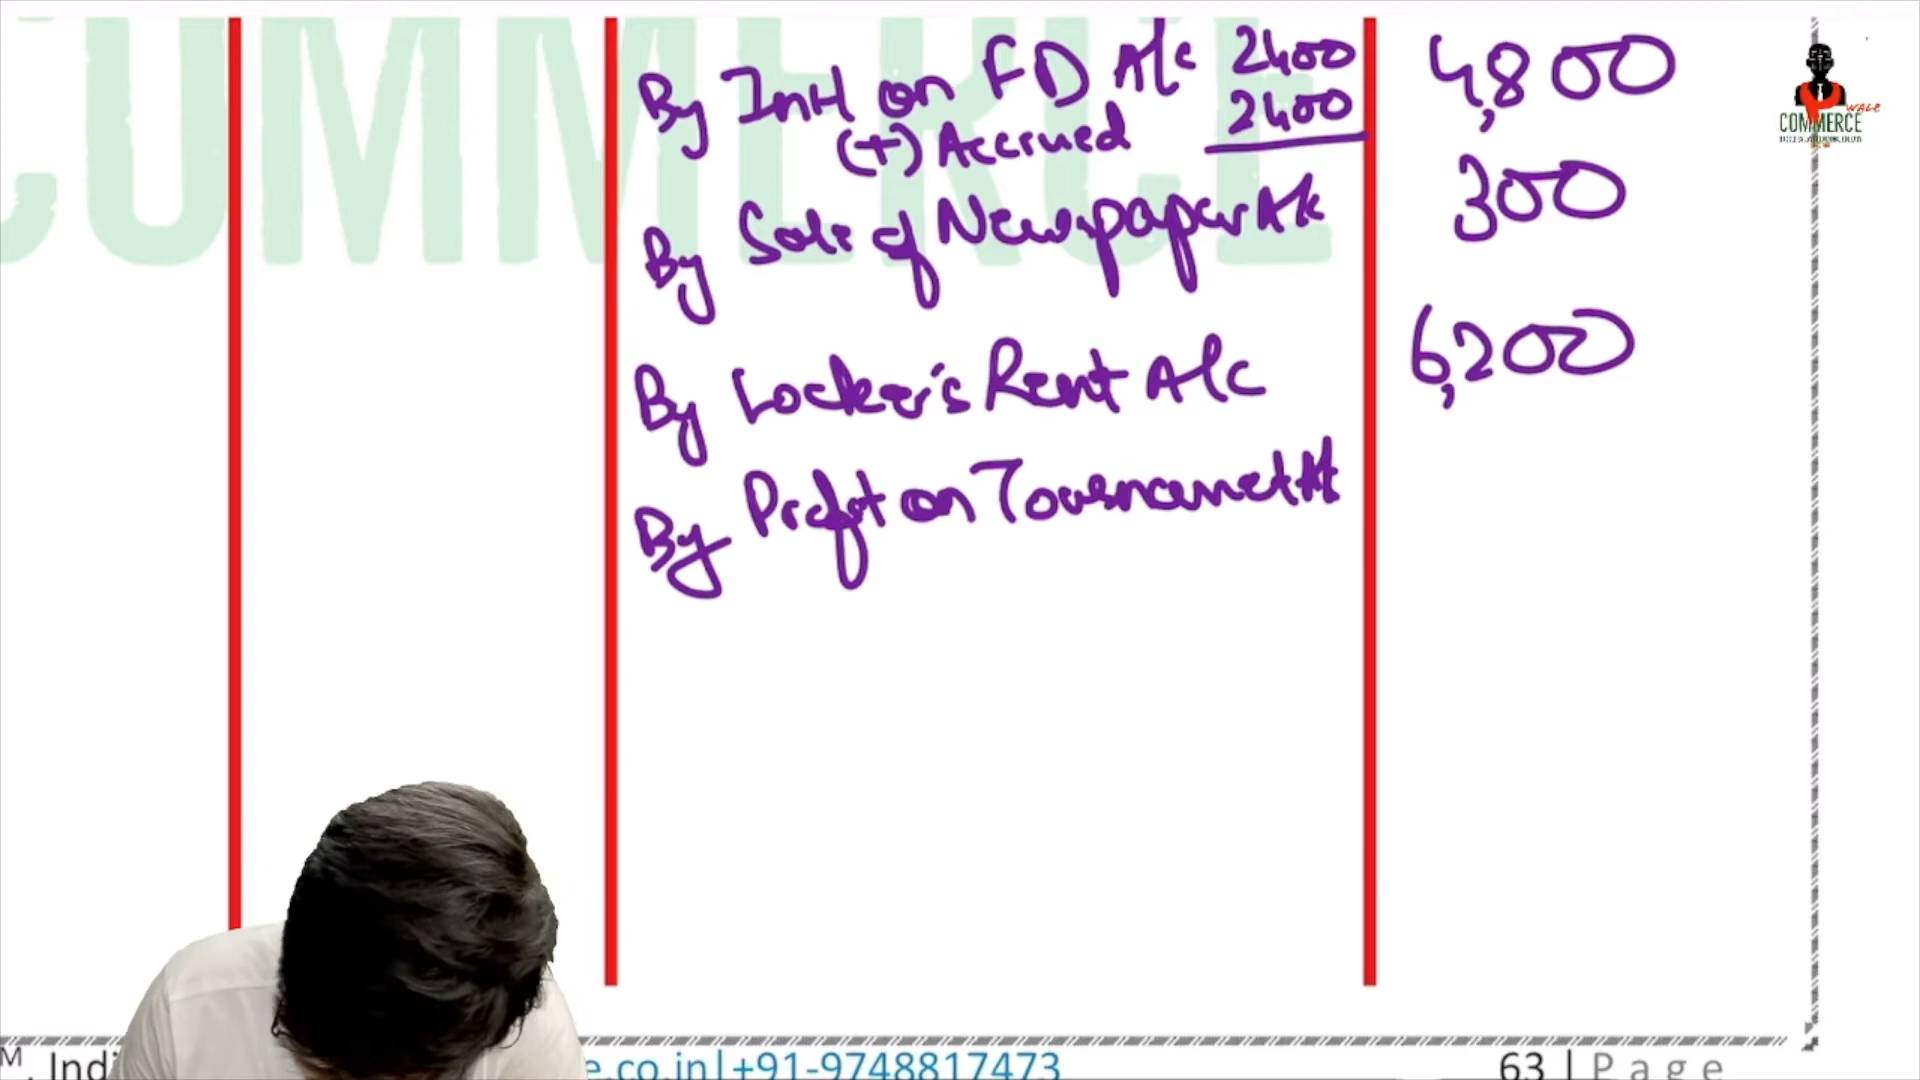 COMMERCE
By Intt on FD A/c 2400 4,800
(+) Accrued 2400
By Sale of Newspaper A/c 300
By Locker's Rent A/c 6,200
By Profit on Tournament A/c
WALE
COMMERCE
M. Indi
e.co.in|+91-9748817473
63 | Page